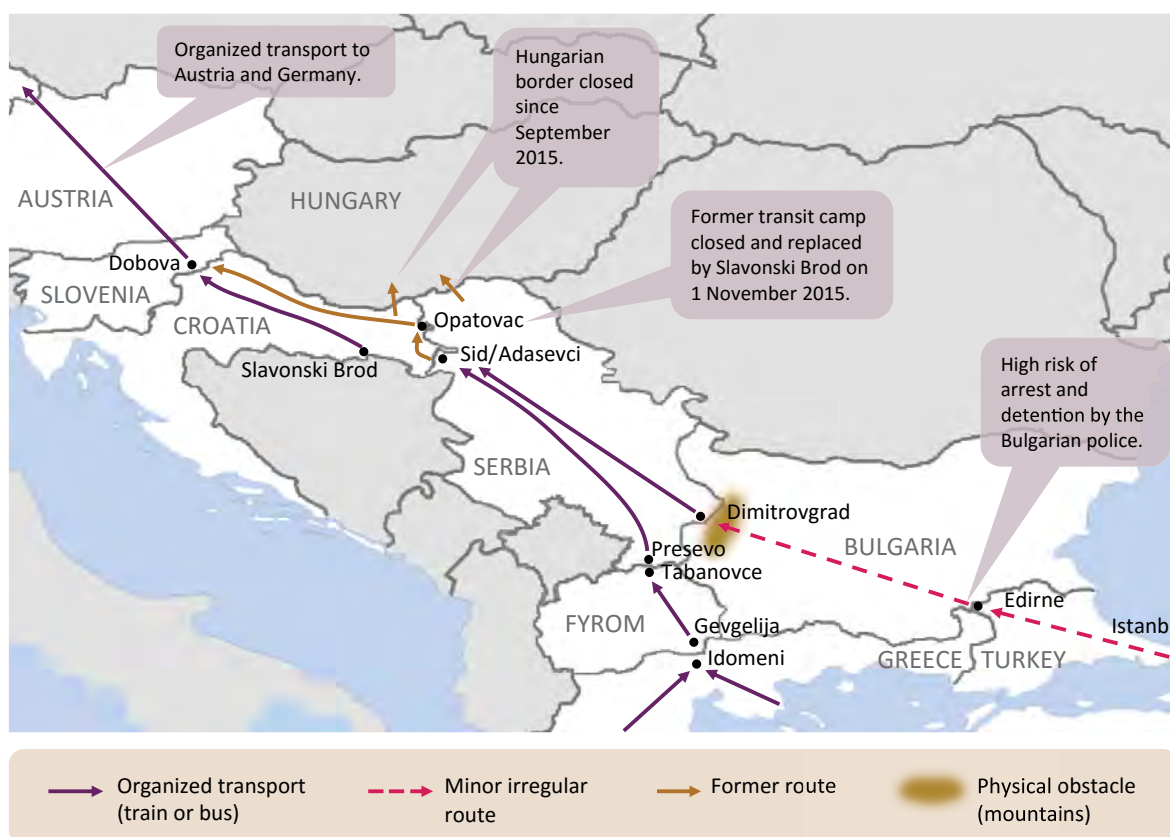 Organized transport to
Austria and Germany.
Hungarian
border closed
since
September
2015.
AUSTRIA
HUNGARY
Former transit camp
closed and replaced
by Slavonski Brod on
1 November 2015.
Dobova
SLOVENIA
CROATIA
Opatovac
Sid/Adasevci
Slavonski Brod
High risk of
arrest and
detention by the
Bulgarian police.
SERBIA
Dimitrovgrad
BULGARIA
Presevo
Tabanovce
Edirne
FYROM
Gevgelija
Istanb
Idomeni
GREECE
TURKEY
Organized transport
(train or bus)
Minor irregular
route
Former route
Physical obstacle
(mountains)